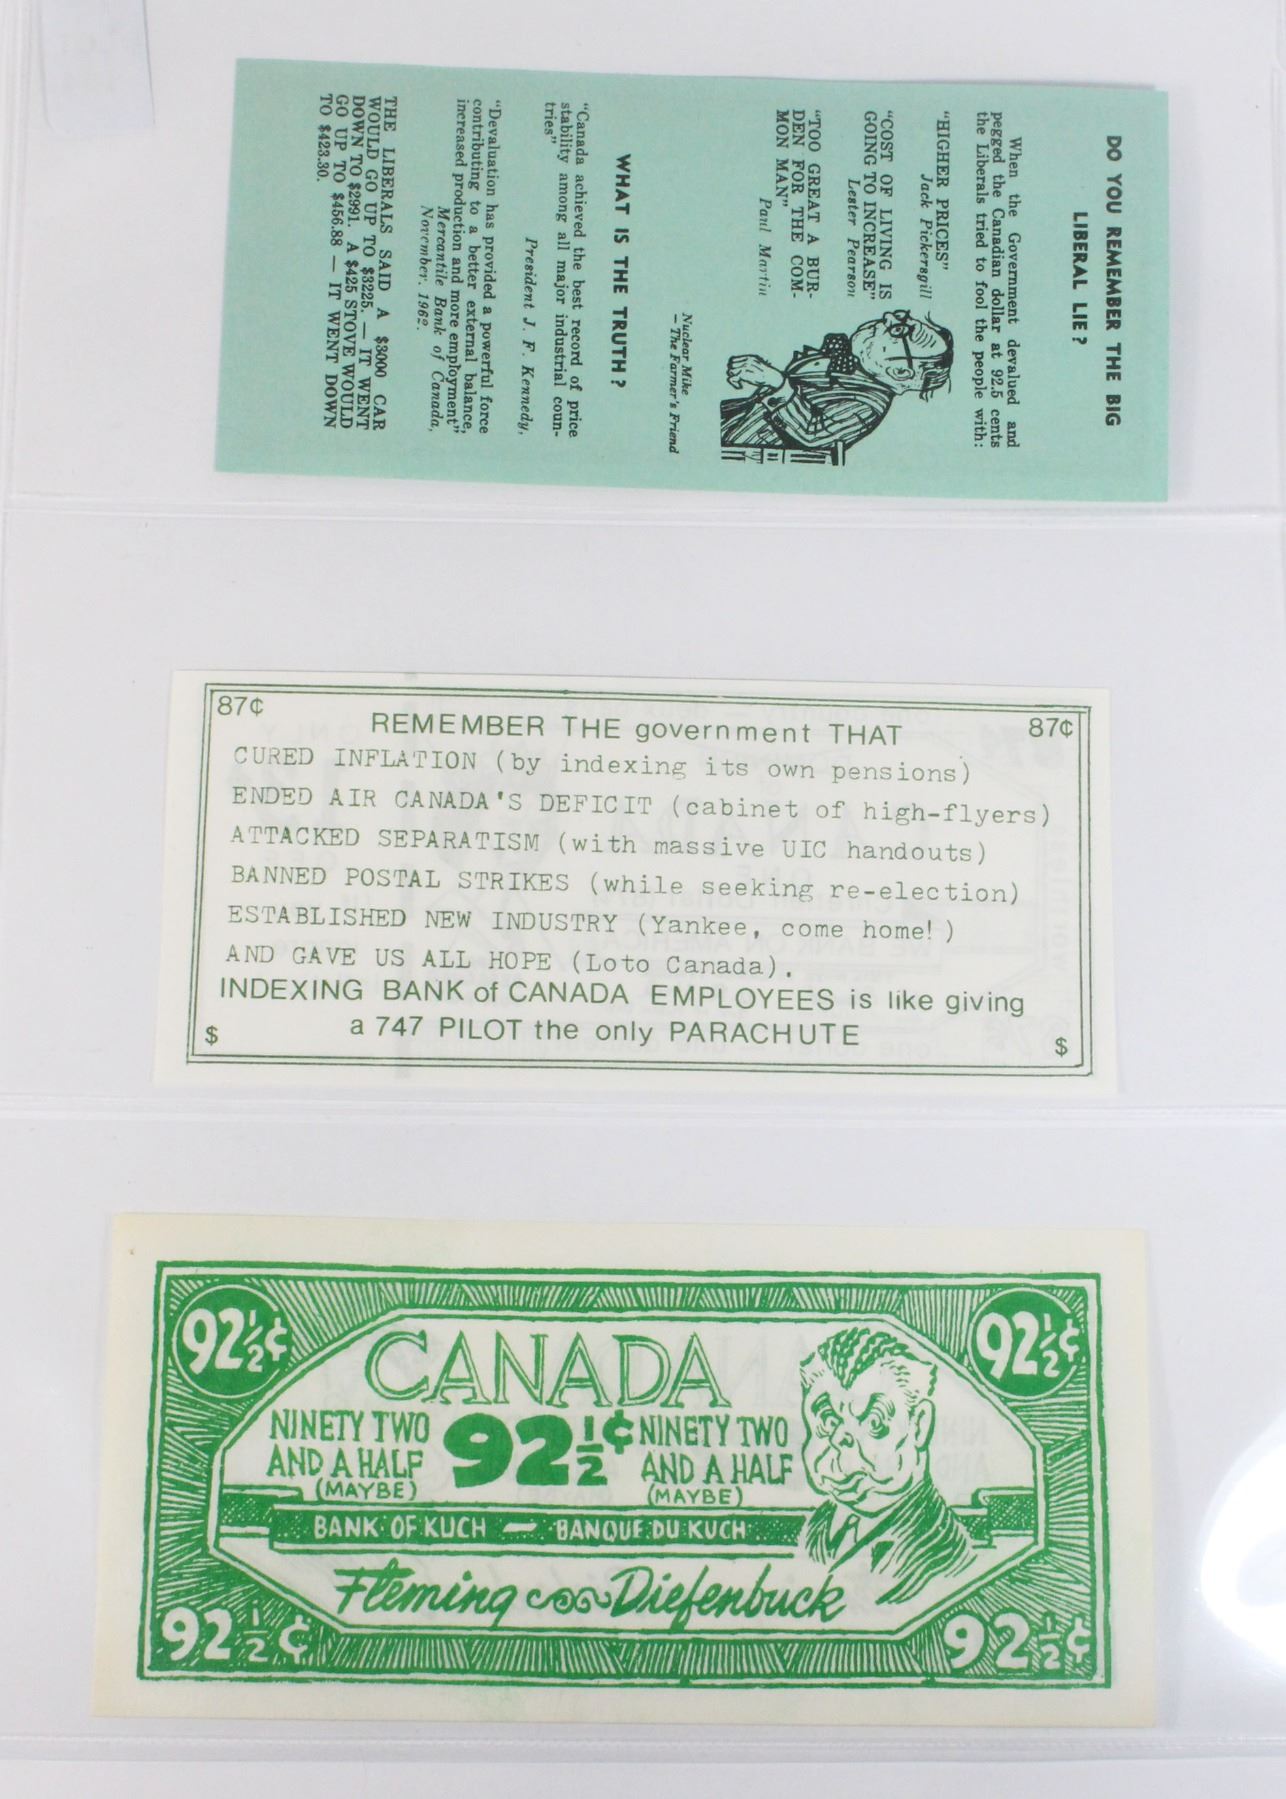 DO YOU REMEMBER THE BIG
LIBERAL LIE?
When the Government devalued and
pegged the Canadian dollar at 92.5 cents
the Liberals tried to fool the people with:
"HIGHER PRICES"
Jack Pickersgill
"COST OF LIVING IS
GOING TO INCREASE"
Lester Pearson
"TOO GREAT A BUR-
DEN FOR THE COM-
MON MAN"
Paul Martin
Nuclear Mike
— The Farmer's Friend
WHAT IS THE TRUTH?
"Canada achieved the best record of price
stability among all major industrial coun-
tries"
President J. F. Kennedy.
"Devaluation has provided a powerful force
contributing to a better external balance,
increased production and more employment"
Mercantile Bank of Canada,
November, 1962.
THE LIBERALS SAID A $3000 CAR
WOULD GO UP TO $3225. — IT WENT
DOWN TO $2991. A $425 STOVE WOULD
GO UP TO $456.88 — IT WENT DOWN
TO $423.30.
87¢ 87¢
REMEMBER THE government THAT
CURED INFLATION (by indexing its own pensions)
ENDED AIR CANADA'S DEFICIT (cabinet of high-flyers)
ATTACKED SEPARATISM (with massive UIC handouts)
BANNED POSTAL STRIKES (while seeking re-election)
ESTABLISHED NEW INDUSTRY (Yankee, come home!)
AND GAVE US ALL HOPE (Loto Canada).
INDEXING BANK of CANADA EMPLOYEES is like giving
a 747 PILOT the only PARACHUTE
$ $
92½¢ 92½¢
CANADA
NINETY TWO 92½¢ NINETY TWO
AND A HALF AND A HALF
(MAYBE) (MAYBE)
BANK OF KUCH — BANQUE DU KUCH
Fleming Diefenbuck
92½¢ 92½¢